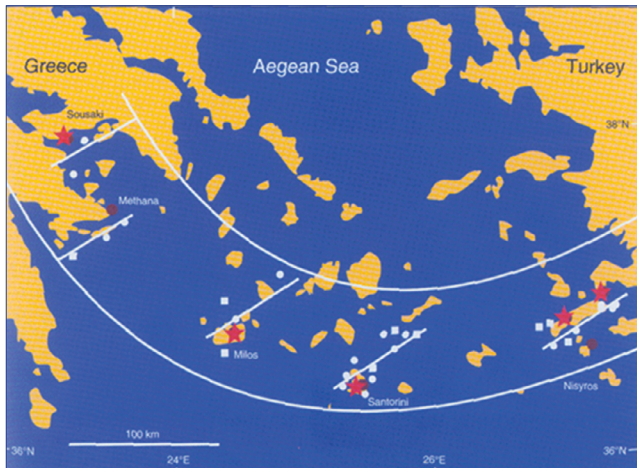 Greece
Aegean Sea
Turkey
Sousaki
38°N
Methana
Milos
Santorini
Nisyros
100 km
36°N
24°E
26°E
36°N